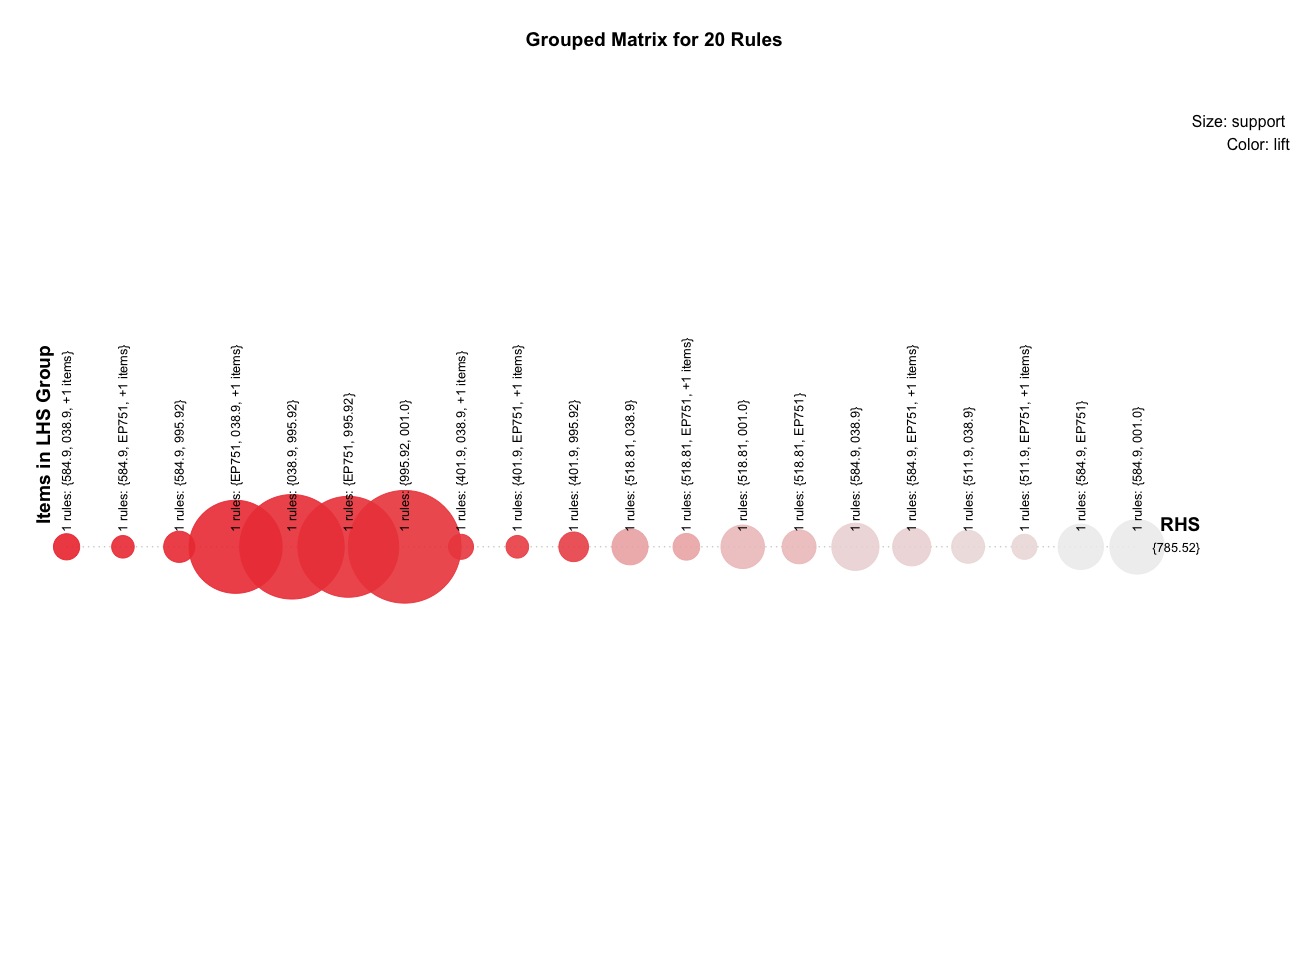 Grouped Matrix for 20 Rules
Size: support
Color: lift
Items in LHS Group
1 rules: {584.9, 038.9, +1 items}
1 rules: {584.9, EP751, +1 items}
1 rules: {584.9, 995.92}
1 rules: {EP751, 038.9, +1 items}
1 rules: {038.9, 995.92}
1 rules: {EP751, 995.92}
1 rules: {995.92, 001.0}
1 rules: {401.9, 038.9, +1 items}
1 rules: {401.9, EP751, +1 items}
1 rules: {401.9, 995.92}
1 rules: {518.81, 038.9}
1 rules: {518.81, EP751, +1 items}
1 rules: {518.81, 001.0}
1 rules: {518.81, EP751}
1 rules: {584.9, 038.9}
1 rules: {584.9, EP751, +1 items}
1 rules: {511.9, 038.9}
1 rules: {511.9, EP751, +1 items}
1 rules: {584.9, EP751}
1 rules: {584.9, 001.0}
RHS
{785.52}